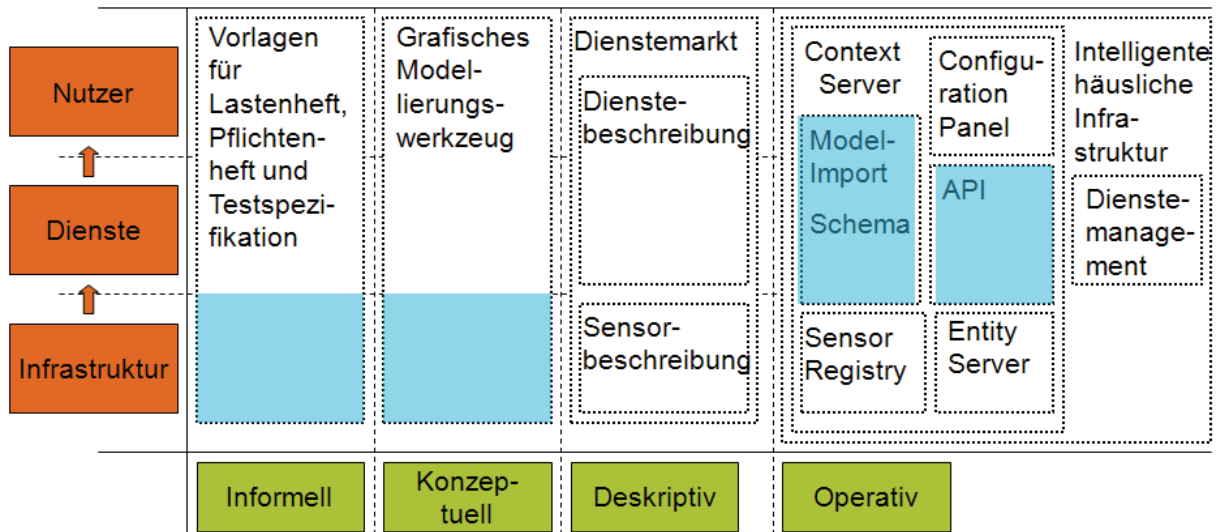 Nutzer
Dienste
Infrastruktur
Vorlagen
für
Lastenheft,
Pflichten-
heft und
Testspezi-
fikation
Grafisches
Model-
lierungs-
werkzeug
Dienstemarkt
Dienste-
beschreibung
Sensor-
beschreibung
Context
Server
Model-
Import
Schema
Sensor
Registry
Configu-
ration
Panel
API
Entity
Server
Intelligente
häusliche
Infra-
struktur
Dienste-
manage-
ment
Informell
Konzep-
tuell
Deskriptiv
Operativ